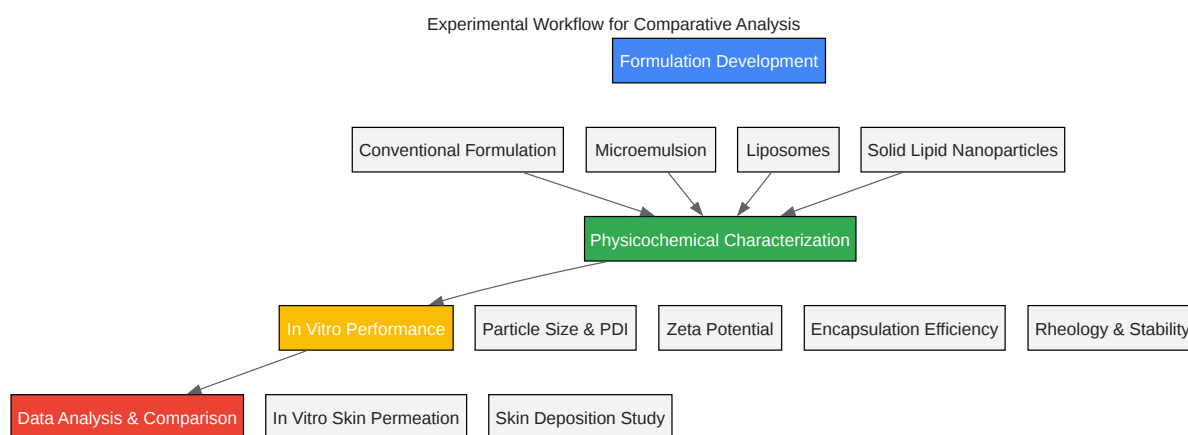 Experimental Workflow for Comparative Analysis
Formulation Development
Conventional Formulation
Microemulsion
Liposomes
Solid Lipid Nanoparticles
Physicochemical Characterization
In Vitro Performance
Particle Size & PDI
Zeta Potential
Encapsulation Efficiency
Rheology & Stability
Data Analysis & Comparison
In Vitro Skin Permeation
Skin Deposition Study